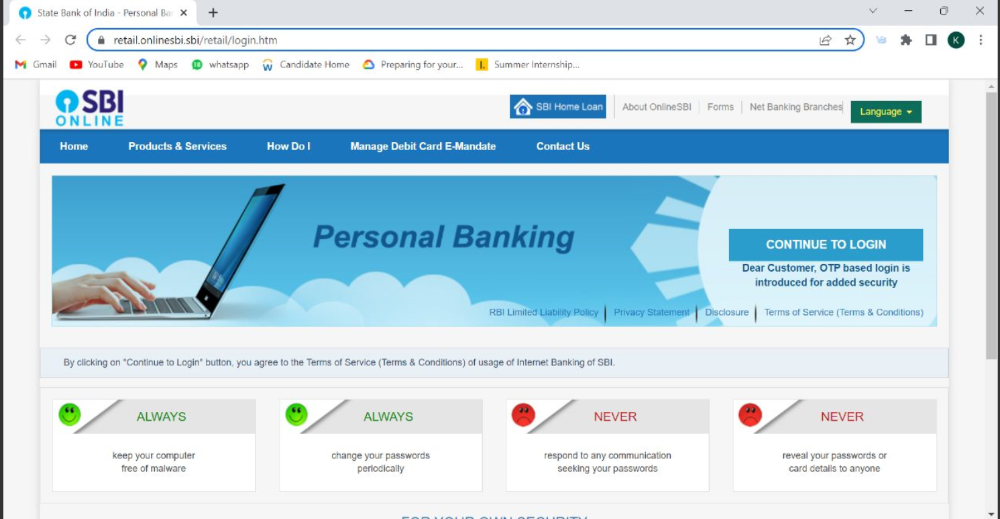 State Bank of India - Personal Ba
retail.onlinesbi.sbi/retail/login.htm
K
Gmail YouTube Maps whatsapp Candidate Home Preparing for your... Summer Internship...
SBI
ONLINE
SBI Home Loan About OnlineSBI Forms Net Banking Branches Language
Home Products & Services How Do I Manage Debit Card E-Mandate Contact Us
Personal Banking
CONTINUE TO LOGIN
Dear Customer, OTP based login is
introduced for added security
RBI Limited Liability Policy Privacy Statement Disclosure Terms of Service (Terms & Conditions)
By clicking on "Continue to Login" button, you agree to the Terms of Service (Terms & Conditions) of usage of Internet Banking of SBI.
ALWAYS
keep your computer
free of malware
ALWAYS
change your passwords
periodically
NEVER
respond to any communication
seeking your passwords
NEVER
reveal your passwords or
card details to anyone
FOR YOUR OWN SECURITY